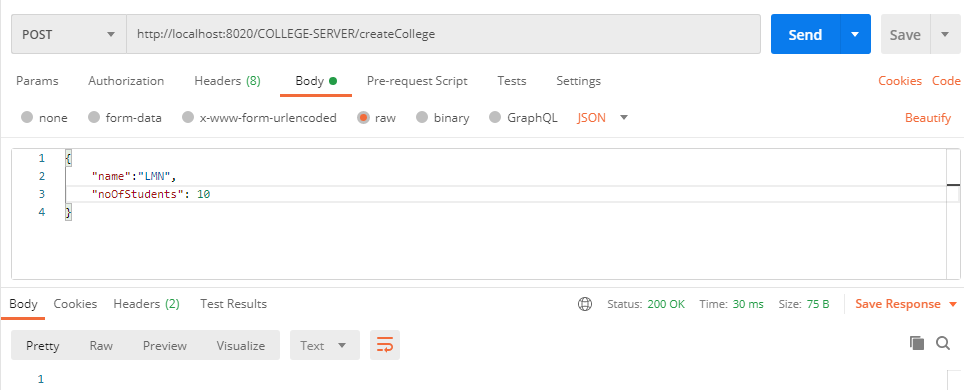 POST http://localhost:8020/COLLEGE-SERVER/createCollege Send Save
Params Authorization Headers (8) Body Pre-request Script Tests Settings Cookies Code
none form-data x-www-form-urlencoded raw binary GraphQL JSON Beautify
1 {
2 "name":"LMN",
3 "noOfStudents": 10
4 }
Body Cookies Headers (2) Test Results Status: 200 OK Time: 30 ms Size: 75 B Save Response
Pretty Raw Preview Visualize Text
1